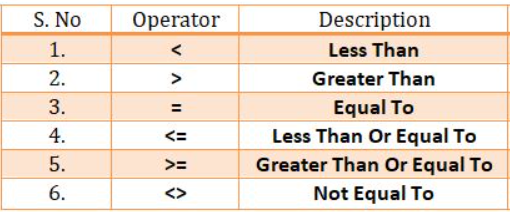 S. No Operator Description
1. < Less Than
2. > Greater Than
3. = Equal To
4. <= Less Than Or Equal To
5. >= Greater Than Or Equal To
6. <> Not Equal To